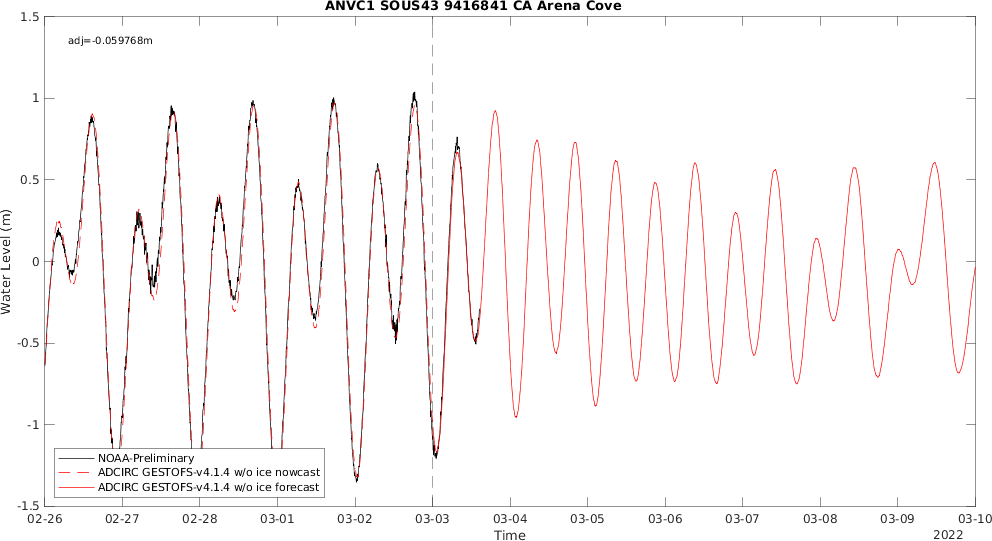 ANVC1 SOUS43 9416841 CA Arena Cove
adj=-0.059768m
1.5
1
0.5
0
-0.5
-1
-1.5
Water Level (m)
NOAA-Preliminary
ADCIRC GESTOFS-v4.1.4 w/o ice nowcast
ADCIRC GESTOFS-v4.1.4 w/o ice forecast
02-26 02-27 02-28 03-01 03-02 03-03 03-04 03-05 03-06 03-07 03-08 03-09 03-10
Time
2022